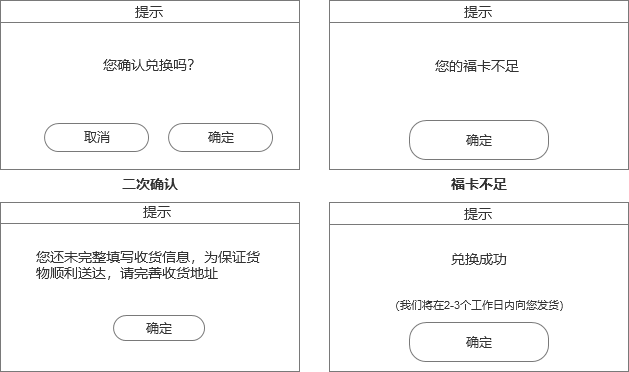 提示
您确认兑换吗？
取消
确定
二次确认
提示
您的福卡不足
确定
福卡不足
提示
您还未完整填写收货信息，为保证货
物顺利送达，请完善收货地址
确定
提示
兑换成功
(我们将在2-3个工作日内向您发货)
确定